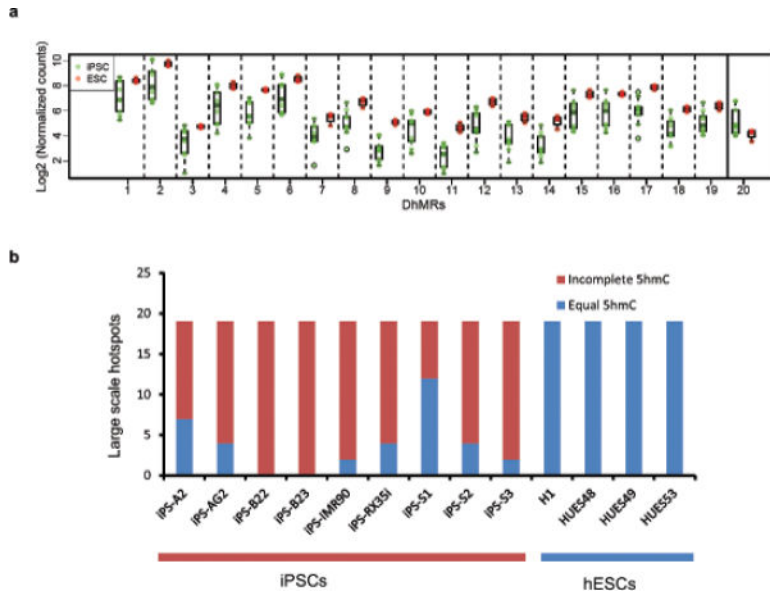 a
Log2 (Normalized counts)
10
8
6
4
2
iPSC
ESC
1 2 3 4 5 6 7 8 9 10 11 12 13 14 15 16 17 18 19 20
DhMRs
b
Large scale hotspots
25
20
15
10
5
0
Incomplete 5hmC
Equal 5hmC
iPS-A2 iPS-AG2 iPS-B22 iPS-B23 iPS-IMR90 iPS-RX35i iPS-S1 iPS-S2 iPS-S3 H1 HUES48 HUES49 HUES53
iPSCs hESCs